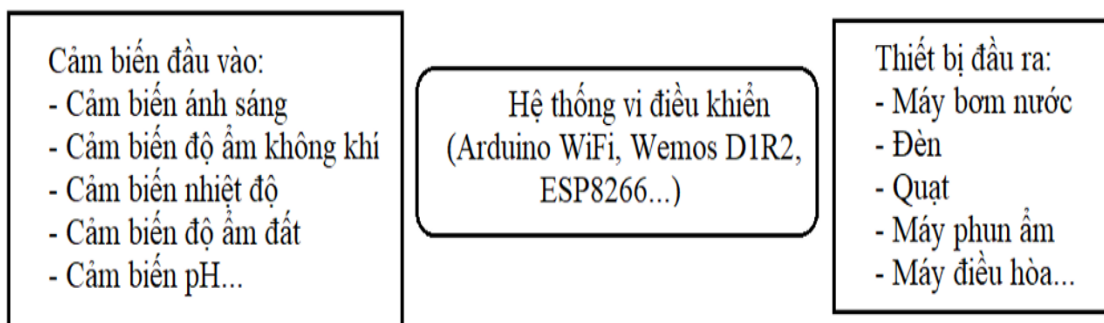 Cảm biến đầu vào:
- Cảm biến ánh sáng
- Cảm biến độ ẩm không khí
- Cảm biến nhiệt độ
- Cảm biến độ ẩm đất
- Cảm biến pH...
Hệ thống vi điều khiển
(Arduino WiFi, Wemos D1R2,
ESP8266...)
Thiết bị đầu ra:
- Máy bơm nước
- Đèn
- Quạt
- Máy phun ẩm
- Máy điều hòa...